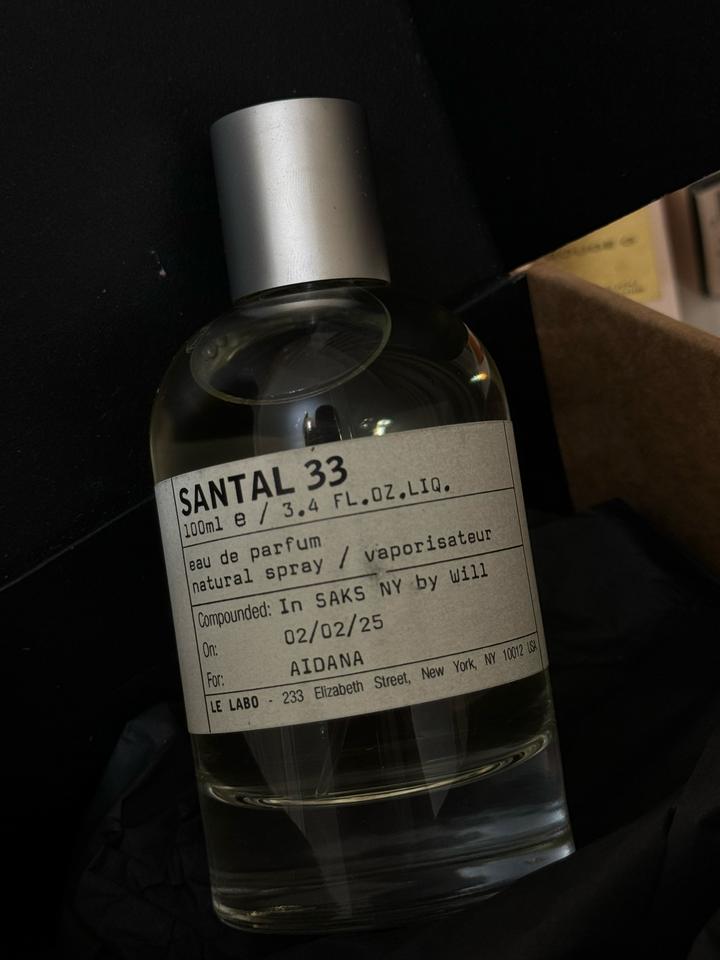 SANTAL 33
100ml e / 3.4 FL.OZ.LIQ.
eau de parfum
natural spray / vaporisateur
Compounded: In SAKS NY by Will
On: 02/02/25
For: AIDANA
LE LABO - 233 Elizabeth Street, New York, NY 10012 USA